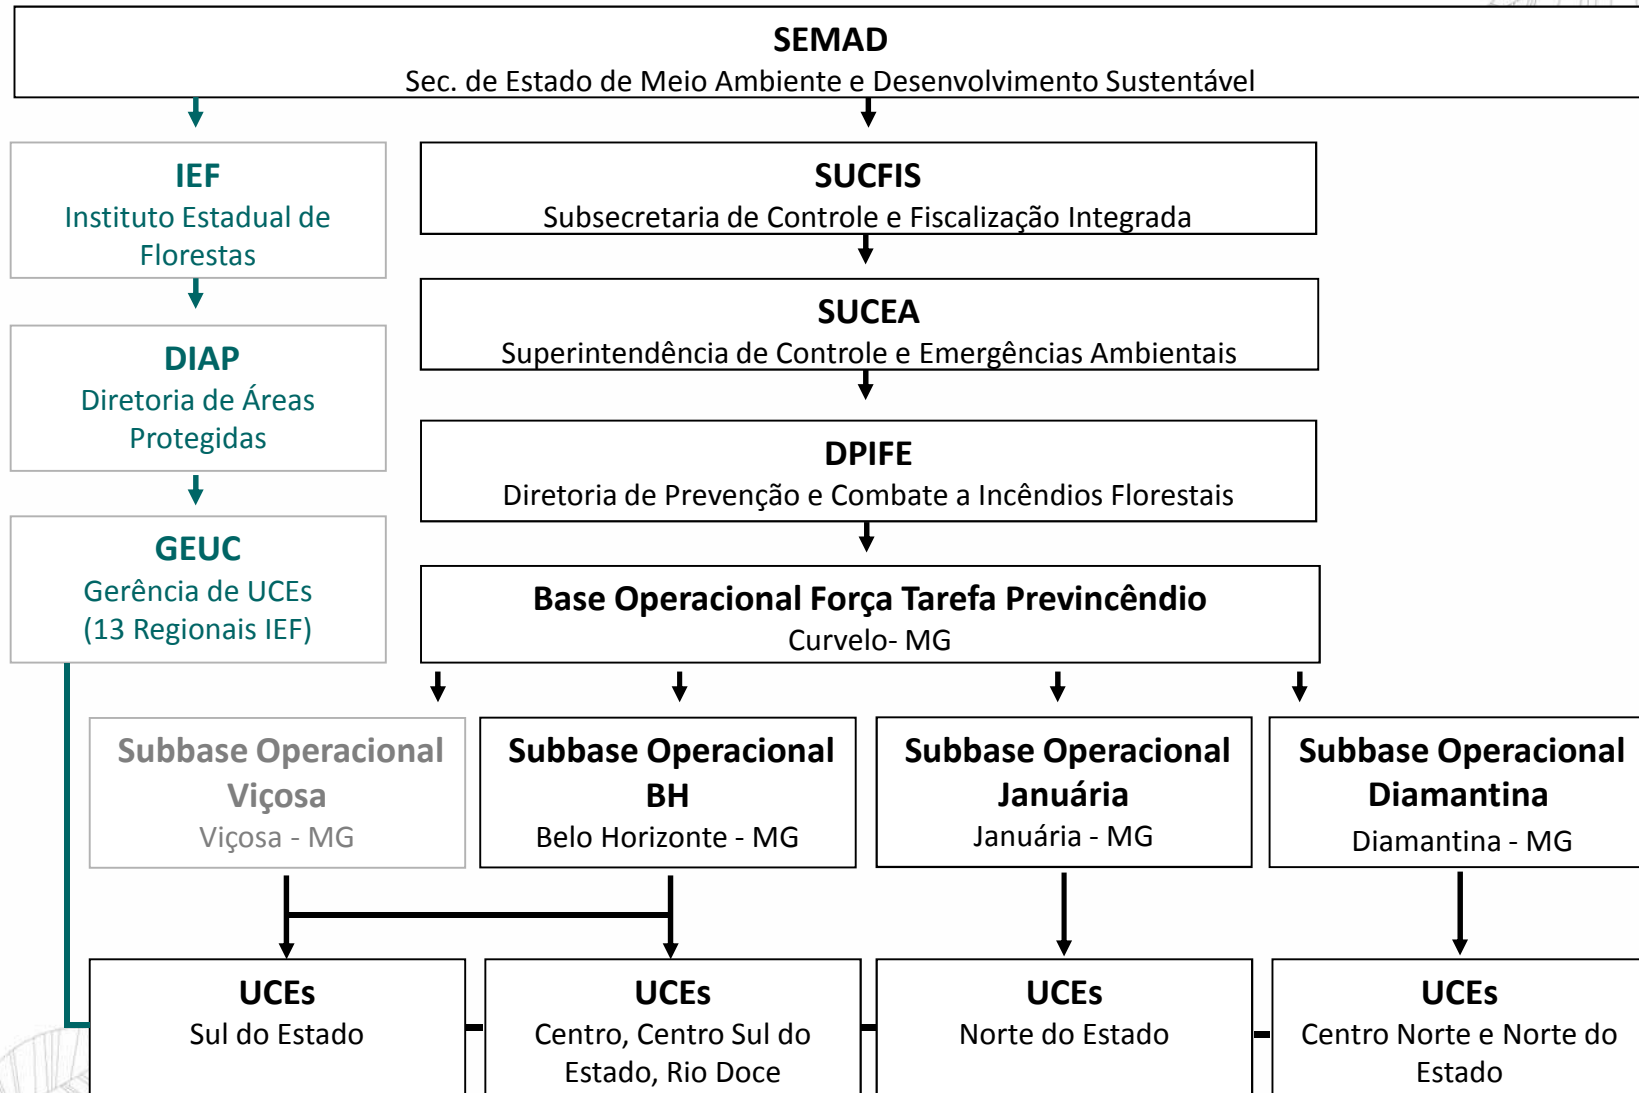 SEMAD
Sec. de Estado de Meio Ambiente e Desenvolvimento Sustentável
IEF
Instituto Estadual de
Florestas
SUCFIS
Subsecretaria de Controle e Fiscalização Integrada
SUCEA
Superintendência de Controle e Emergências Ambientais
DIAP
Diretoria de Áreas
Protegidas
DPIFE
Diretoria de Prevenção e Combate a Incêndios Florestais
GEUC
Gerência de UCEs
(13 Regionais IEF)
Base Operacional Força Tarefa Previncêndio
Curvelo- MG
Subbase Operacional
Viçosa
Viçosa - MG
Subbase Operacional
BH
Belo Horizonte - MG
Subbase Operacional
Januária
Januária - MG
Subbase Operacional
Diamantina
Diamantina - MG
UCEs
Sul do Estado
UCEs
Centro, Centro Sul do
Estado, Rio Doce
UCEs
Norte do Estado
UCEs
Centro Norte e Norte do
Estado